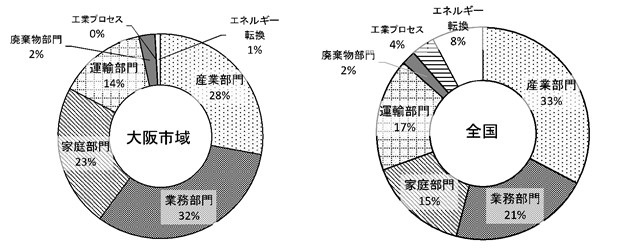 工業プロセス
0%
エネルギー
転換
1%
廃棄物部門
2%
運輸部門
14%
産業部門
28%
大阪市域
家庭部門
23%
業務部門
32%
工業プロセス
4%
エネルギー
転換
8%
廃棄物部門
2%
運輸部門
17%
産業部門
33%
全国
家庭部門
15%
業務部門
21%